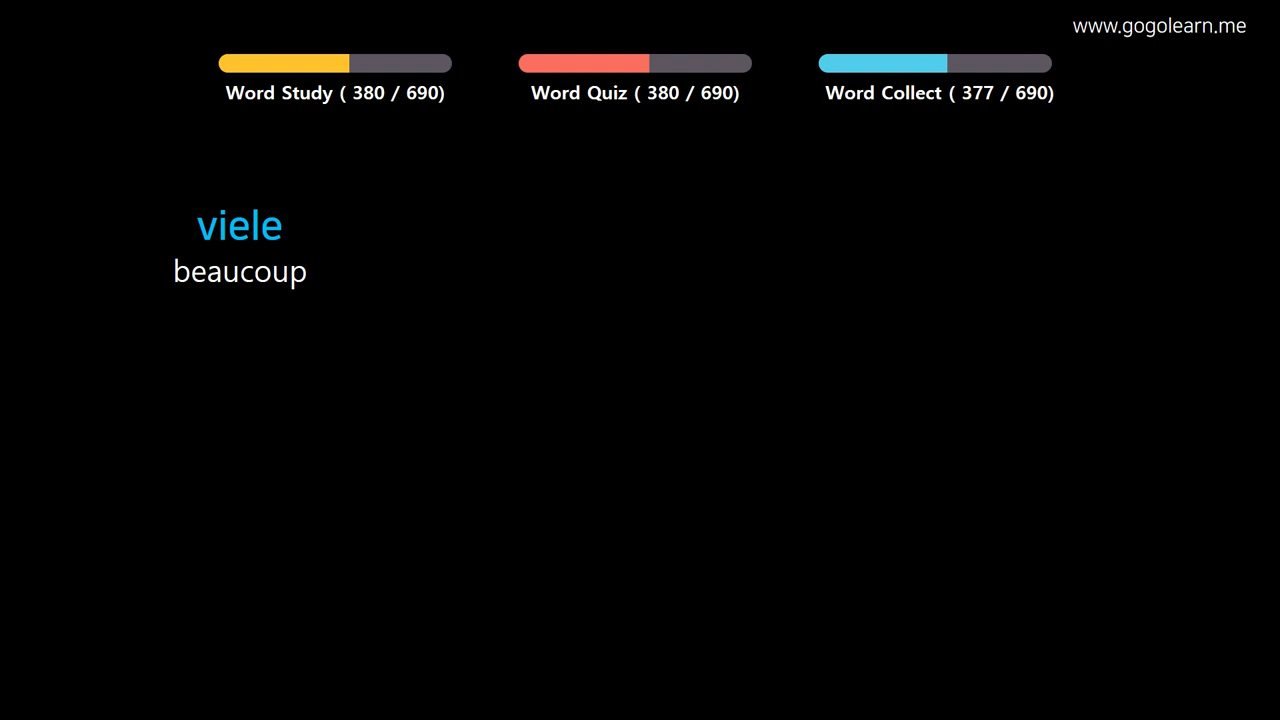 www.gogolearn.me
Word Study ( 380 / 690)
Word Quiz ( 380 / 690)
Word Collect ( 377 / 690)
viele
beaucoup